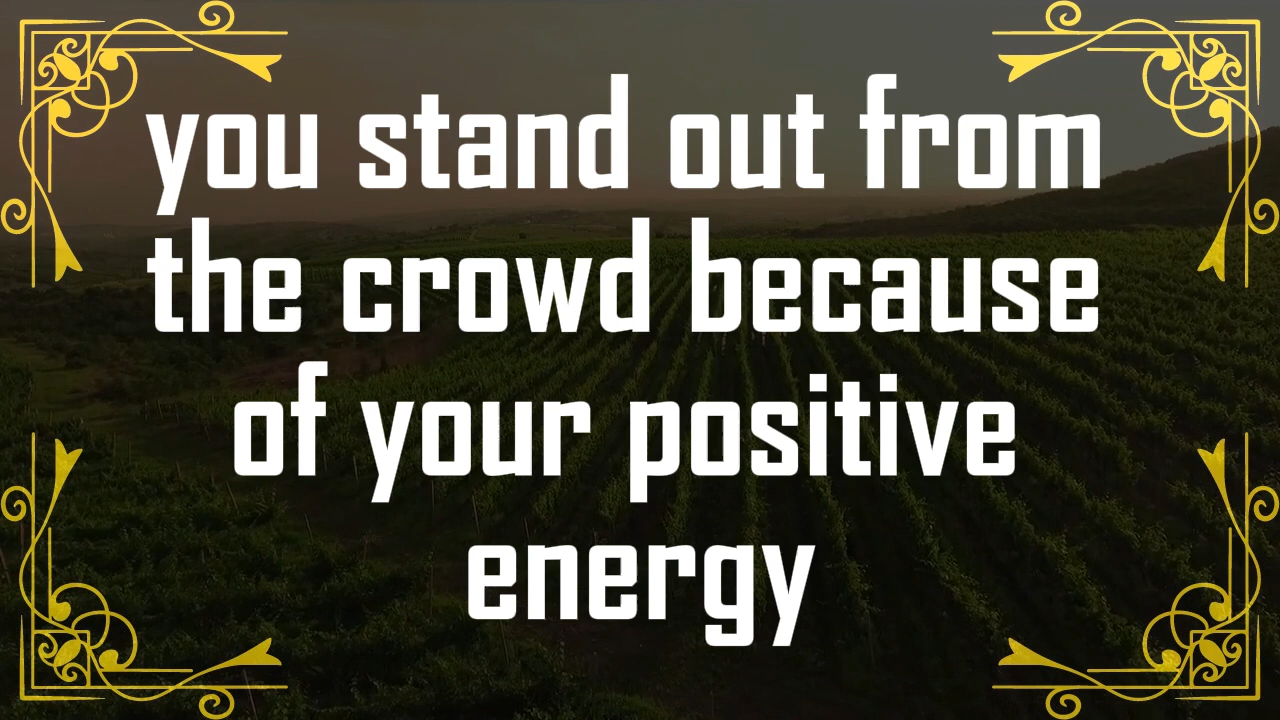 you stand out from
the crowd because
of your positive
energy